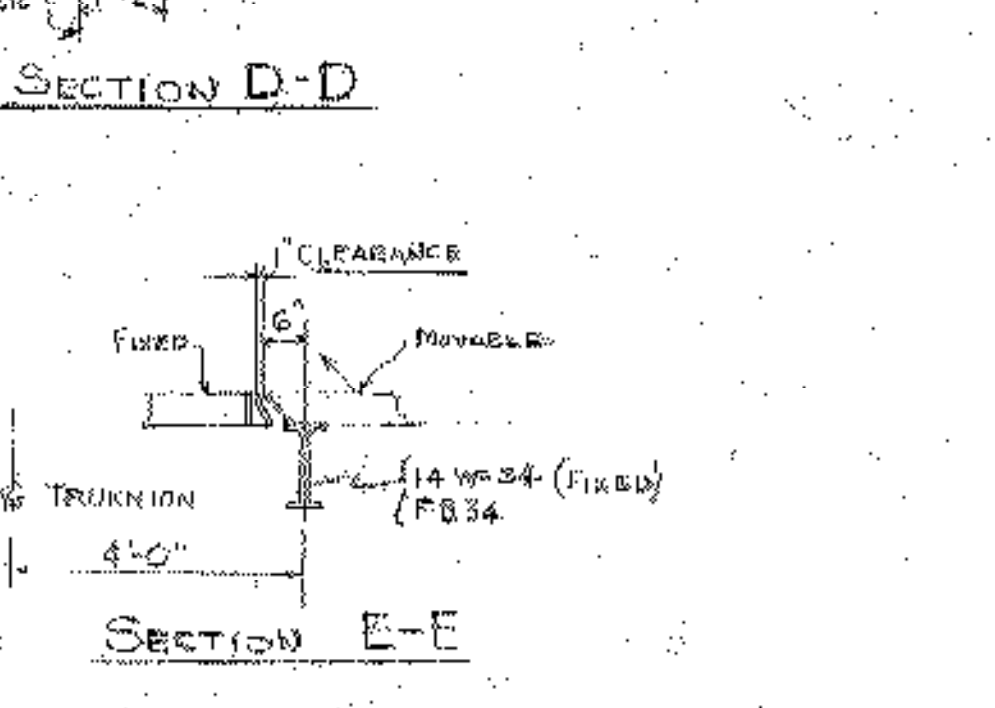 SECTION D-D
1" CLEARANCE
6"
FIXED
MOVABLE
14 WF 34 (FIXED)
FB 34
TRUNNION
4'-0"
SECTION E-E